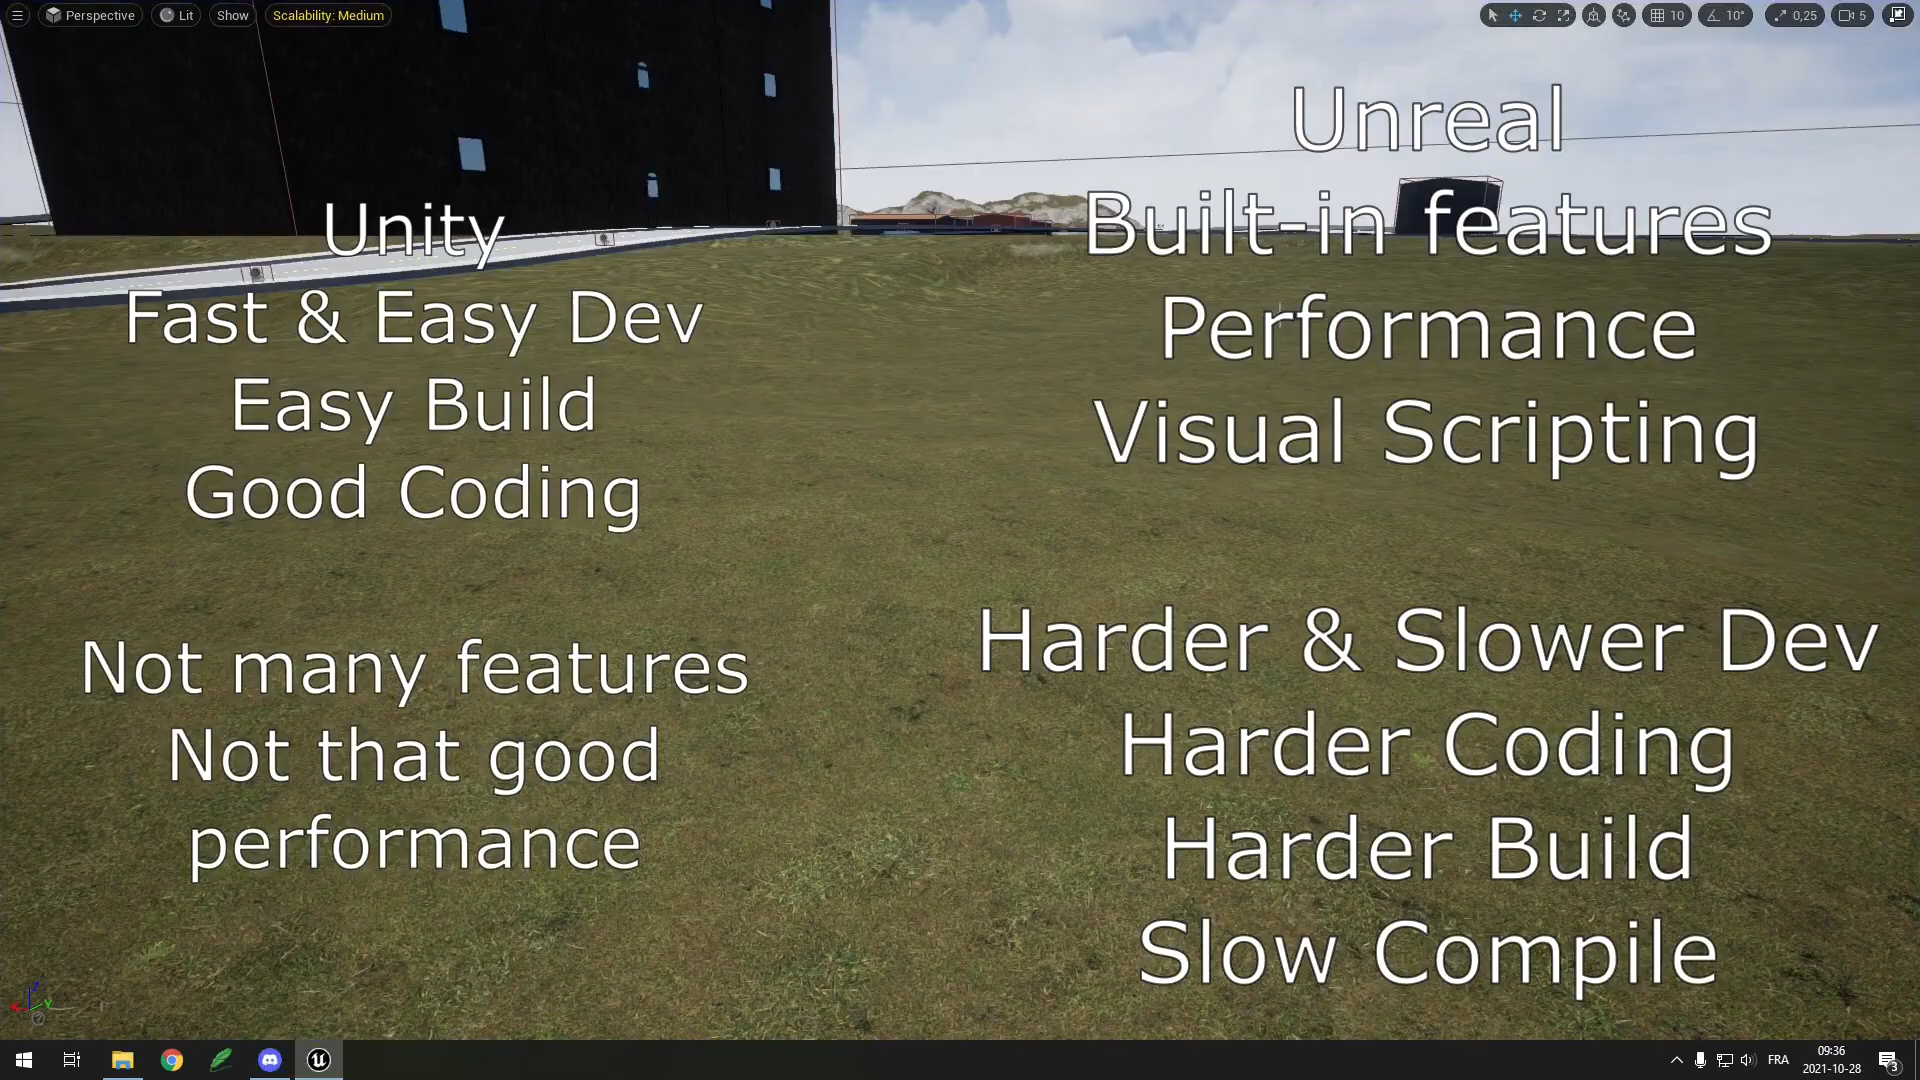 Perspective
Lit
Show
Scalability: Medium
10
10°
0,25
5
Unity
Fast & Easy Dev
Easy Build
Good Coding
Not many features
Not that good
performance
Unreal
Built-in features
Performance
Visual Scripting
Harder & Slower Dev
Harder Coding
Harder Build
Slow Compile
Z
Y
FRA
09:36
2021-10-28
3